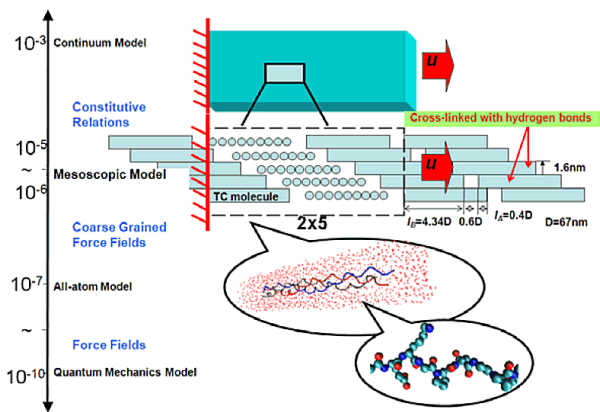 10-3
Continuum Model
u
Constitutive
Relations
Cross-linked with hydrogen bonds
10-5
~
Mesoscopic Model
10-6
u
1.6nm
TC molecule
2x5
lB=4.34D 0.6D lA=0.4D D=67nm
Coarse Grained
Force Fields
10-7
All-atom Model
~
Force Fields
10-10
Quantum Mechanics Model